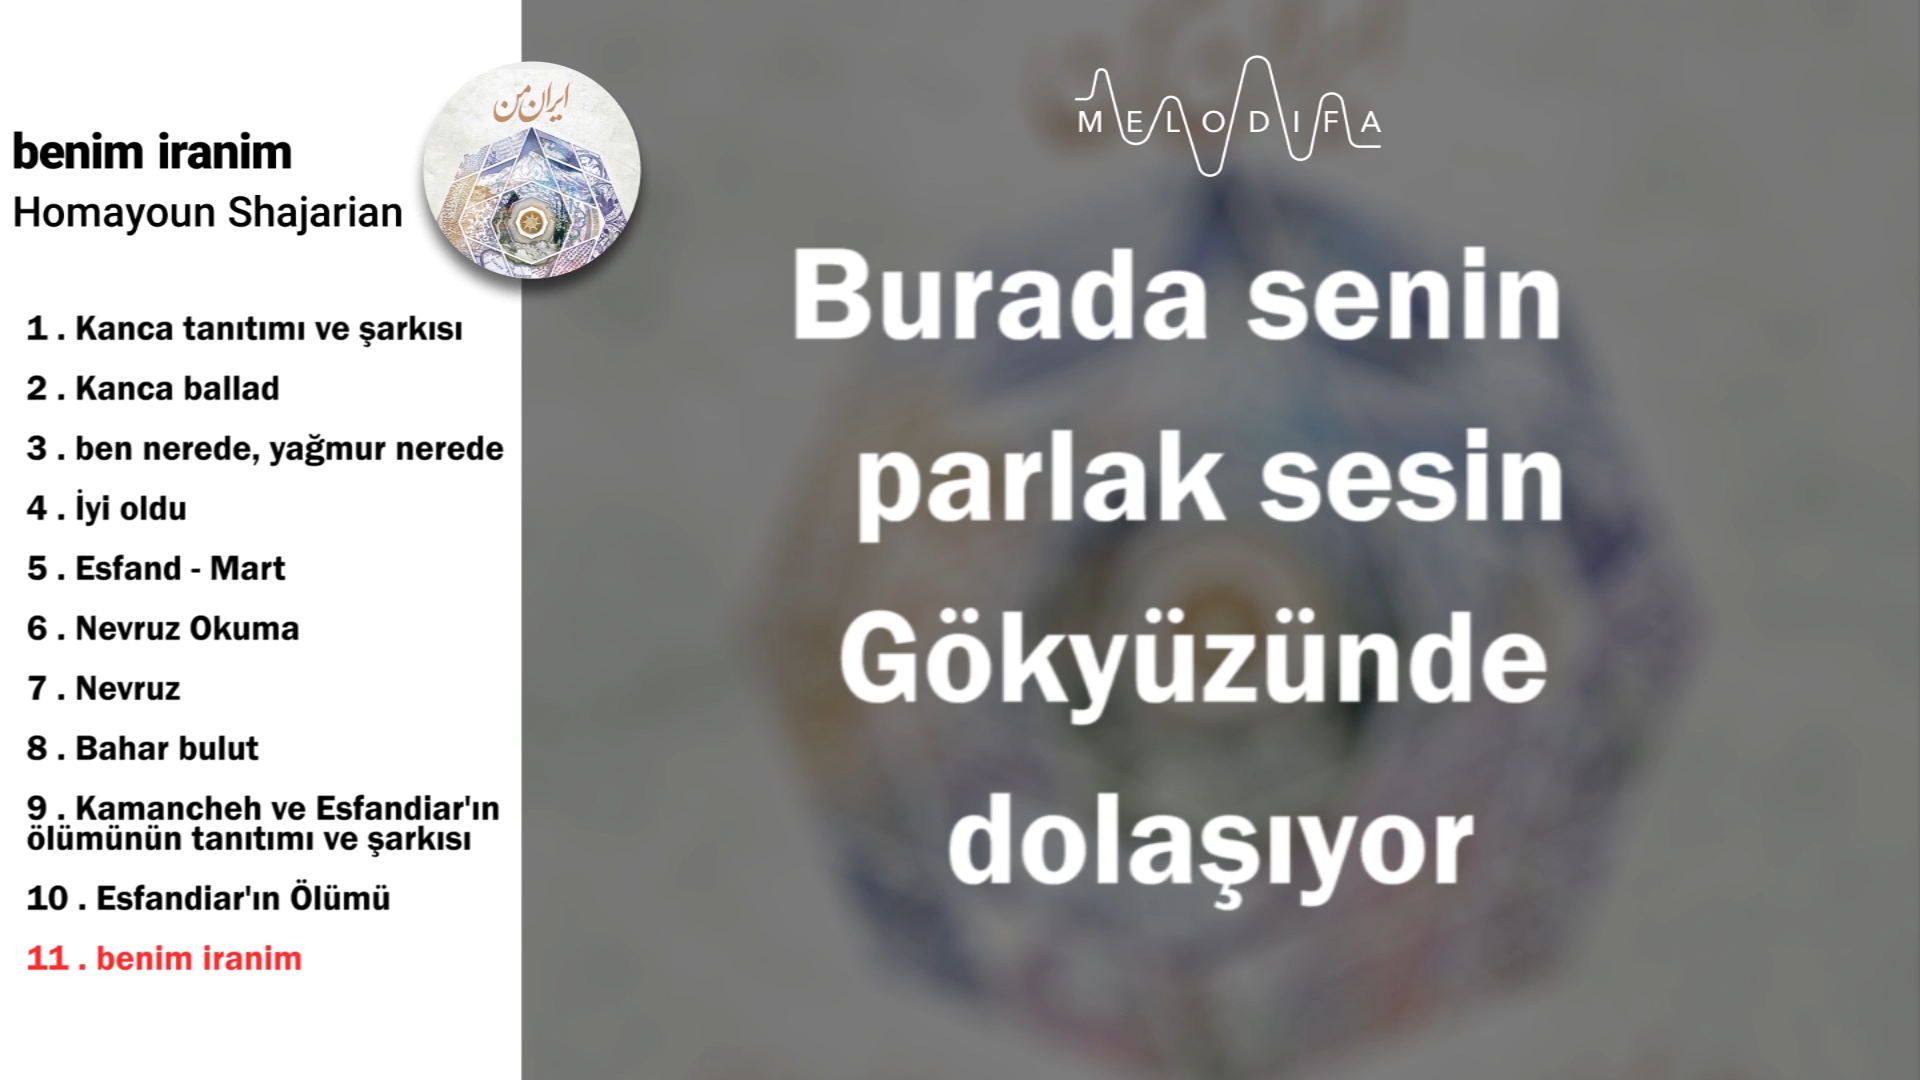 benim iranim
Homayoun Shajarian
ایران من
1 . Kanca tanıtımı ve şarkısı
2 . Kanca ballad
3 . ben nerede, yağmur nerede
4 . İyi oldu
5 . Esfand - Mart
6 . Nevruz Okuma
7 . Nevruz
8 . Bahar bulut
9 . Kamancheh ve Esfandiar'ın
ölümünün tanıtımı ve şarkısı
10 . Esfandiar'ın Ölümü
11 . benim iranim
MELODIFA
Burada senin
parlak sesin
Gökyüzünde
dolaşıyor